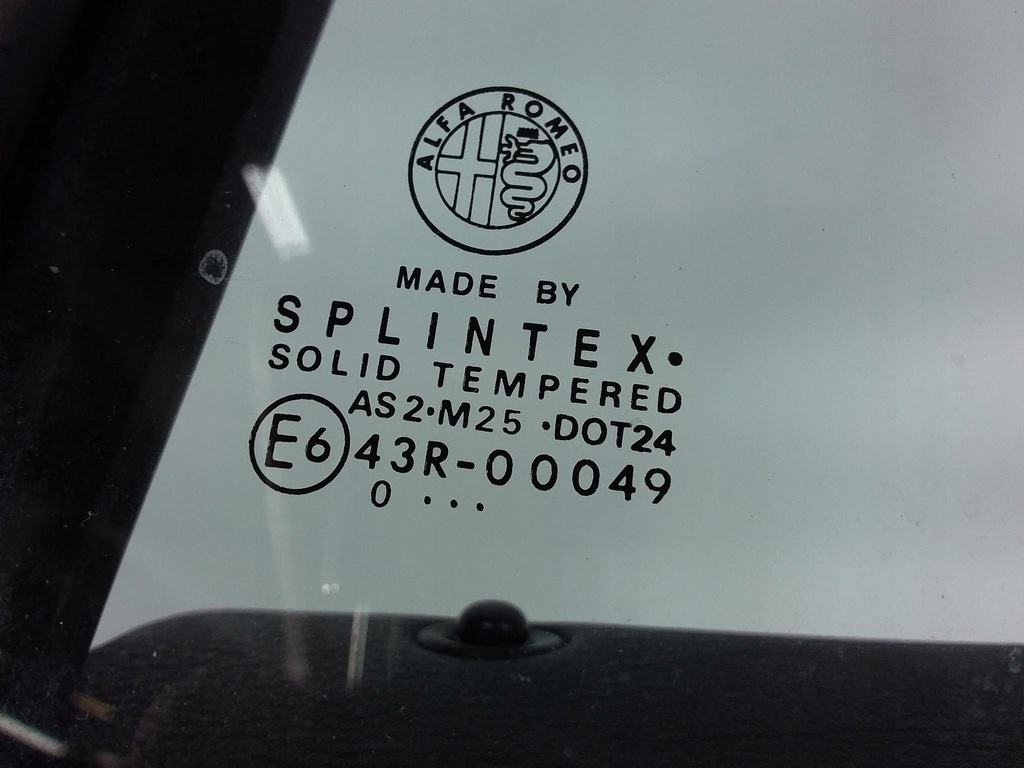 ALFA ROMEO
MADE BY
SPLINTEX•
SOLID TEMPERED
AS2•M25 •DOT24
E6 43R-00049
0 ...